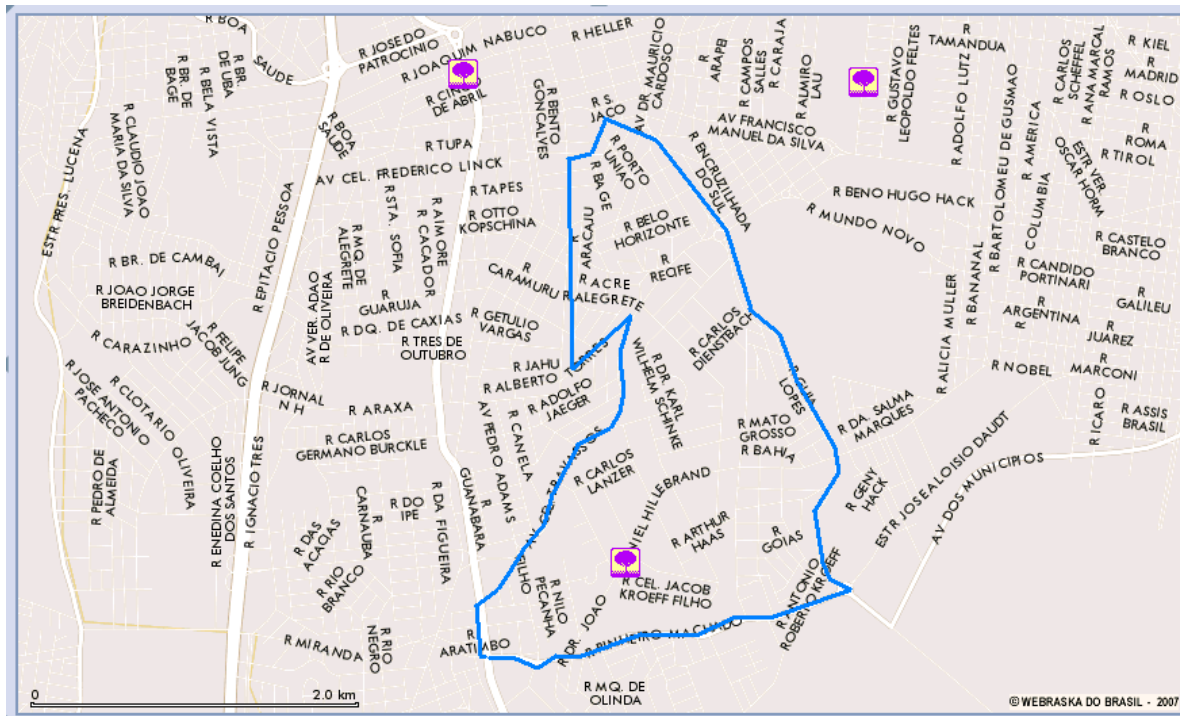 R BOA
SAUDE
R JOSE DO
PATROCINIO
R JOAQUIM NABUCO
R HELLER
AV DR. MAURICIO
CARDOSO
R
ARAPEI
R CAMPOS
SALLES
R CARAJA
R ALMIRO
LAU
R GUSTAVO
LEOPOLDO FELTES
R
TAMANDUA
R ADOLFO LUTZ
R BARTOLOMEU DE GUSMAO
R CARLOS
SCHEFFEL
R ANA MARCAL
RAMOS
R KIEL
R
MADRID
R OSLO
R
ROMA
R TIROL
R AMERICA
ESTR VER
OSCAR HORM
R BR. DE
BAGE
R BELA VISTA
R BR.
DE UBA
R CLAUDIO JOAO
MARIA DA SILVA
ESTR PRES. LUCENA
R BOA
SAUDE
R CINCO
DE ABRIL
R BENTO
GONCALVES
R S.
JACO
AV FRANCISCO
MANUEL DA SILVA
R ENCRUZILHADA
DO SUL
R TUPA
AV CEL. FREDERICO LINCK
R TAPES
R OTTO
KOPSCHINA
R PORTO
UNIAO
R BAGE
R ARACAJU
R BELO
HORIZONTE
R
RECIFE
R ACRE
R ALEGRETE
R
CARAMURU
R BENO HUGO HACK
R MUNDO NOVO
COLUMBIA
R CASTELO
BRANCO
R CANDIDO
PORTINARI
R
GALILEU
R
ARGENTINA
R
R
JUAREZ
R
MARCONI
R NOBEL
R ASSIS
BRASIL
R ICARO
R BANANAL
R ALICIA MULLER
R EPITACIO PESSOA
R MQ. DE
ALEGRETE
R STA. SOFIA
R AIMORE
R CACADOR
R BR. DE CAMBAI
R JOAO JORGE
BREIDENBACH
AV VER. ADAO
R DE OLIVEIRA
R
GUARUJA
R DQ. DE CAXIAS
R TRES DE
OUTUBRO
R GETULIO
VARGAS
R CARAZINHO
R FELIPE
JACOB JUNG
R JOSE ANTONIO
PACHECO
R CLOTARIO OLIVEIRA
R JORNAL
N H
R JAHU
R ALBERTO TORRES
R ADOLFO
JAEGER
WILHELM SCHINKE
R DR. KARL
R CARLOS
DIENSTBACH
R GUIA
LOPES
R DA. SALMA
MARQUES
R MATO
GROSSO
R BAHIA
R ARAXA
R CARLOS
GERMANO BURCKLE
AV PEDRO ADAMS
FILHO
R CANELA
AV CEL. TRAVASSOS
R CARLOS
LANZER
R PEDRO DE
ALMEIDA
R ENEDINA COELHO
DOS SANTOS
R IGNACIO TRES
R
GUANABARA
R DA FIGUEIRA
R DO
IPE
R
CARNAUBA
R DAS
ACACIAS
R RIO
BRANCO
R GENY
HACK
ESTR JOSE ALOISIO DAUDT
AV DOS MUNICIPIOS
R ARTHUR
HAAS
R
GOIAS
R CEL. JACOB
KROEFF FILHO
R ANTONIO
ROBERTO KROEFF
R NILO
PECANHA
R DR. JOAO
R PINHEIRO MACHADO
R MIRANDA
R RIO
NEGRO
R
ARATIMBO
R MQ. DE
OLINDA
0 2.0 km
© WEBRASKA DO BRASIL - 2007